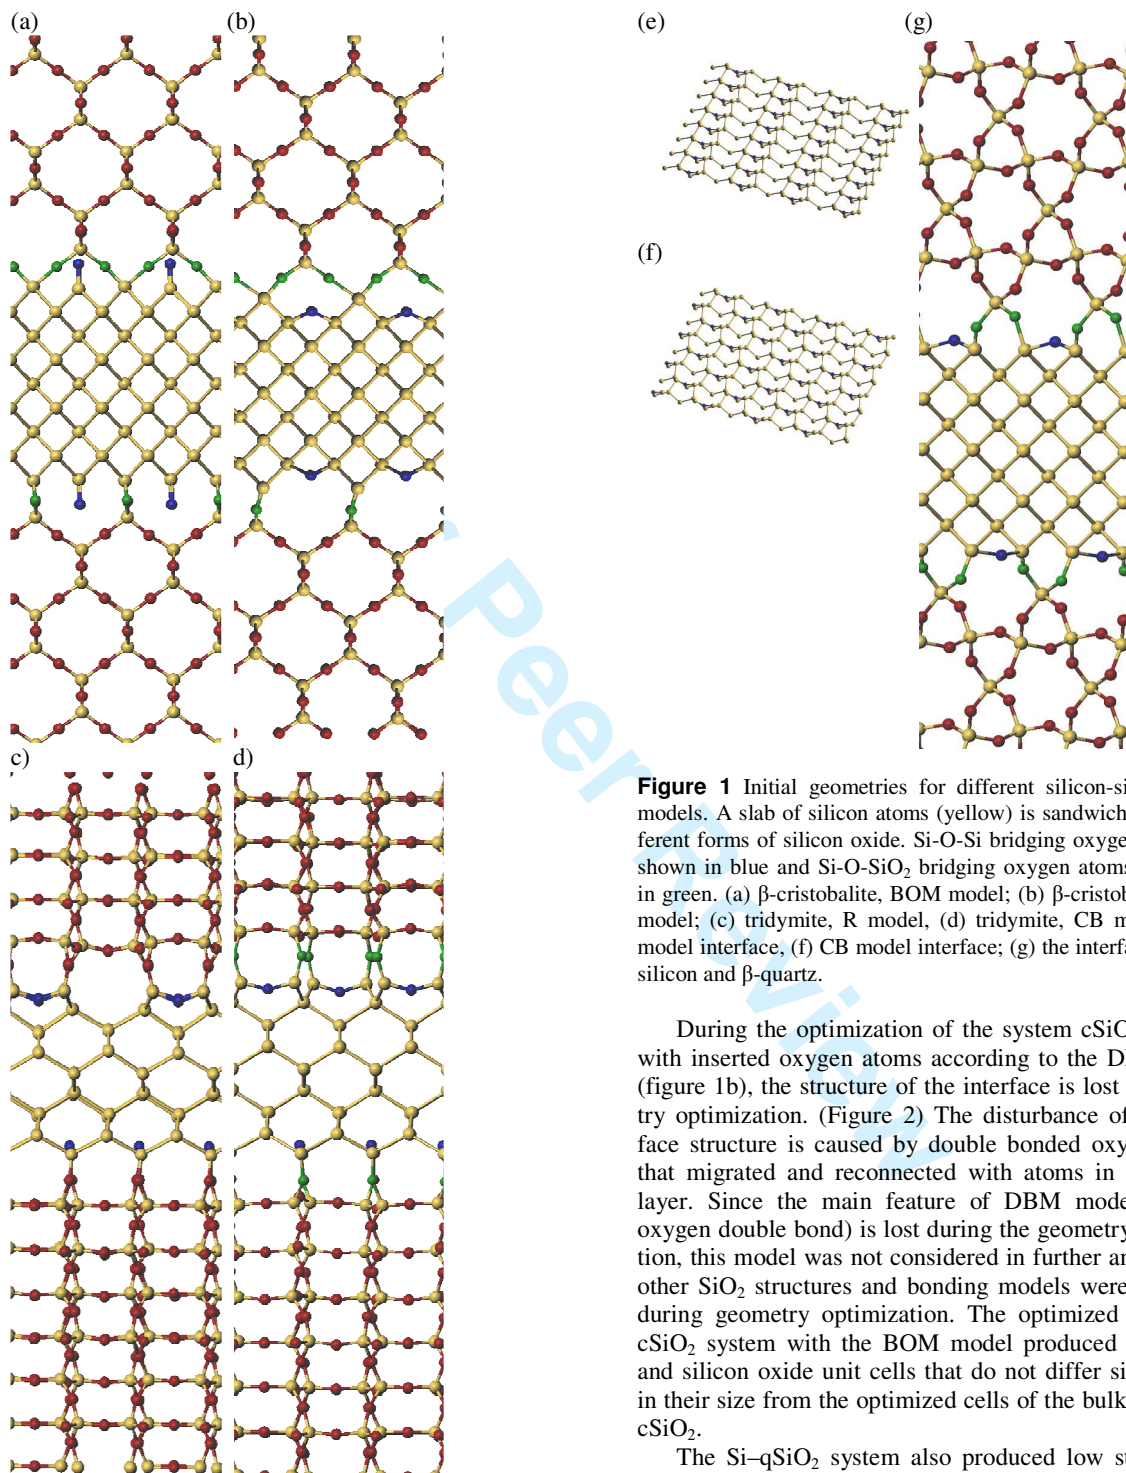 (a)
(b)
c)
d)
(e)
(f)
(g)
Figure 1 Initial geometries for different silicon-si
models. A slab of silicon atoms (yellow) is sandwich
ferent forms of silicon oxide. Si-O-Si bridging oxyge
shown in blue and Si-O-SiO₂ bridging oxygen atoms
in green. (a) β-cristobalite, BOM model; (b) β-cristob
model; (c) tridymite, R model, (d) tridymite, CB m
model interface, (f) CB model interface; (g) the interfa
silicon and β-quartz.
During the optimization of the system cSiO
with inserted oxygen atoms according to the D
(figure 1b), the structure of the interface is lost
try optimization. (Figure 2) The disturbance of
face structure is caused by double bonded oxy
that migrated and reconnected with atoms in
layer. Since the main feature of DBM mode
oxygen double bond) is lost during the geometry
tion, this model was not considered in further an
other SiO₂ structures and bonding models were
during geometry optimization. The optimized
cSiO₂ system with the BOM model produced
and silicon oxide unit cells that do not differ si
in their size from the optimized cells of the bulk
cSiO₂.
The Si–qSiO₂ system also produced low st
r Peer Review